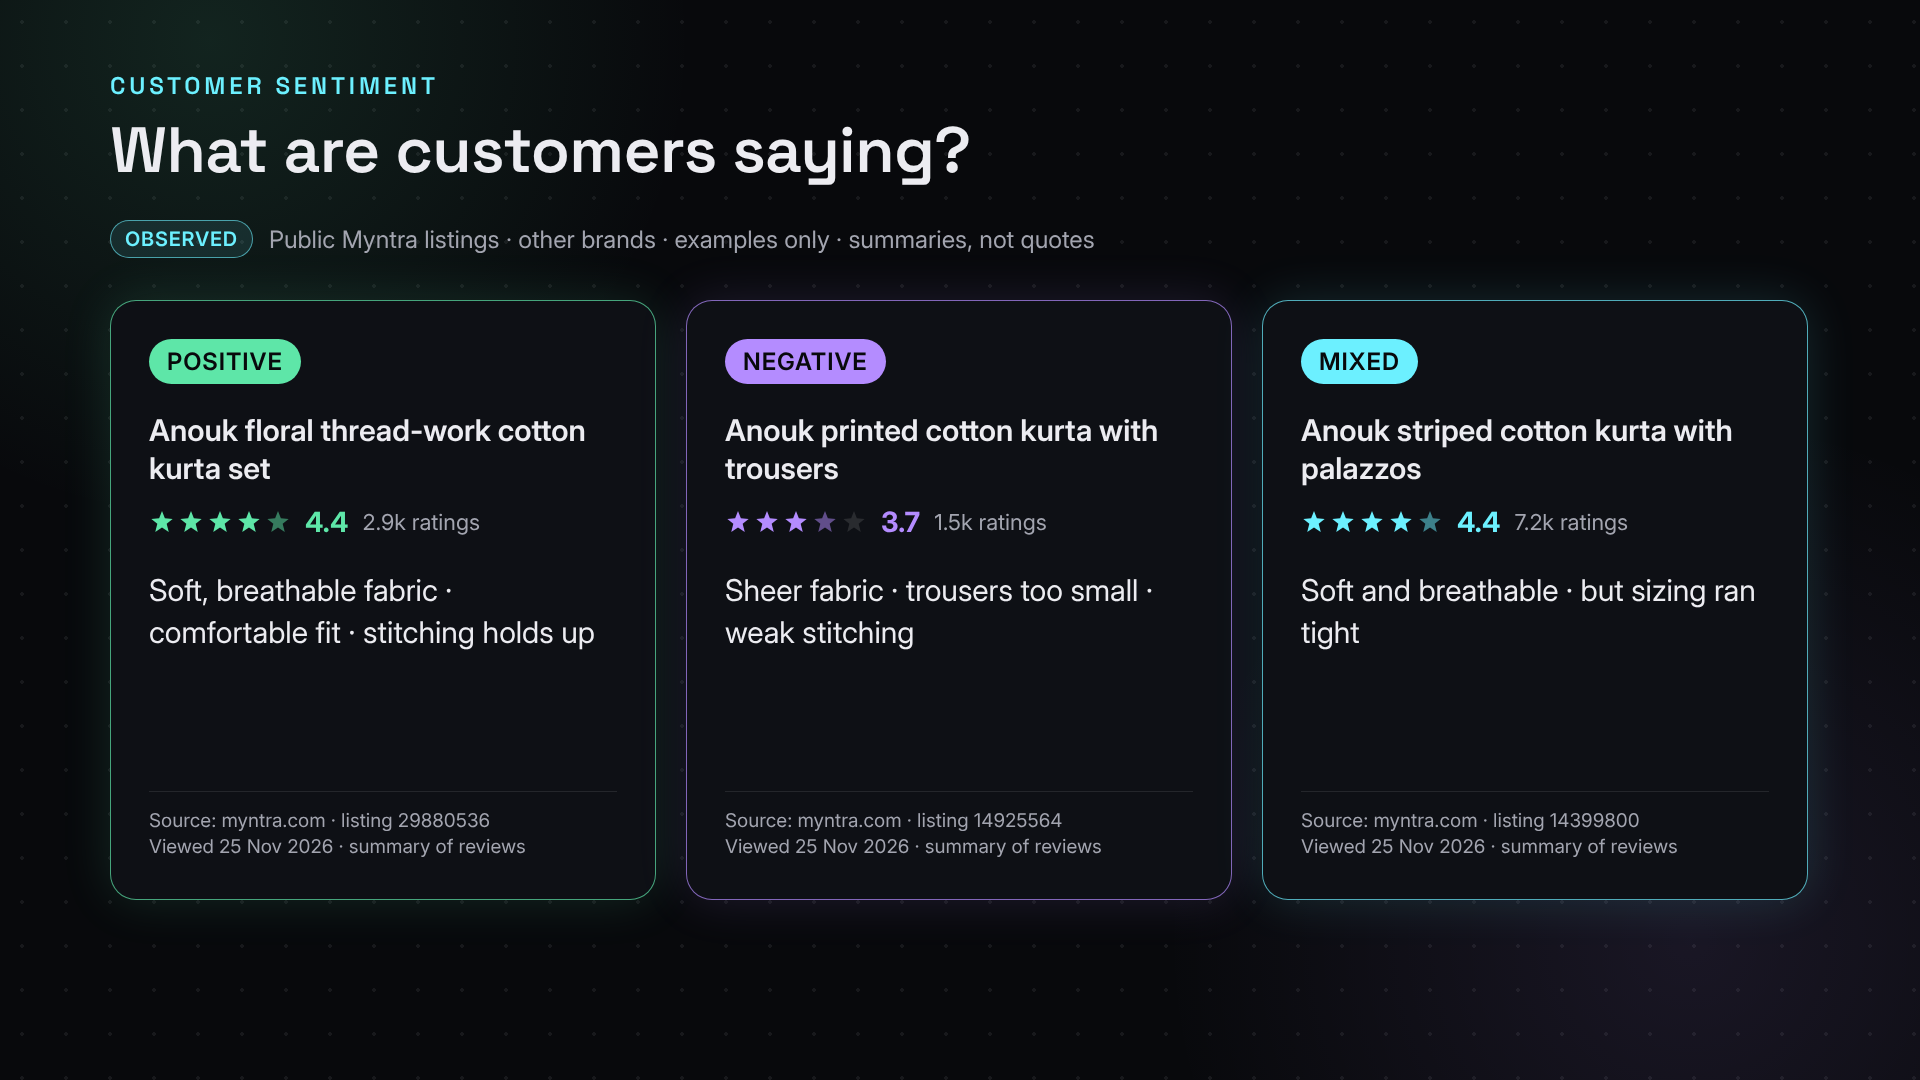 CUSTOMER SENTIMENT
What are customers saying?
OBSERVED Public Myntra listings · other brands · examples only · summaries, not quotes
POSITIVE
Anouk floral thread-work cotton
kurta set
4.4 2.9k ratings
Soft, breathable fabric ·
comfortable fit · stitching holds up
Source: myntra.com · listing 29880536
Viewed 25 Nov 2026 · summary of reviews
NEGATIVE
Anouk printed cotton kurta with
trousers
3.7 1.5k ratings
Sheer fabric · trousers too small ·
weak stitching
Source: myntra.com · listing 14925564
Viewed 25 Nov 2026 · summary of reviews
MIXED
Anouk striped cotton kurta with
palazzos
4.4 7.2k ratings
Soft and breathable · but sizing ran
tight
Source: myntra.com · listing 14399800
Viewed 25 Nov 2026 · summary of reviews